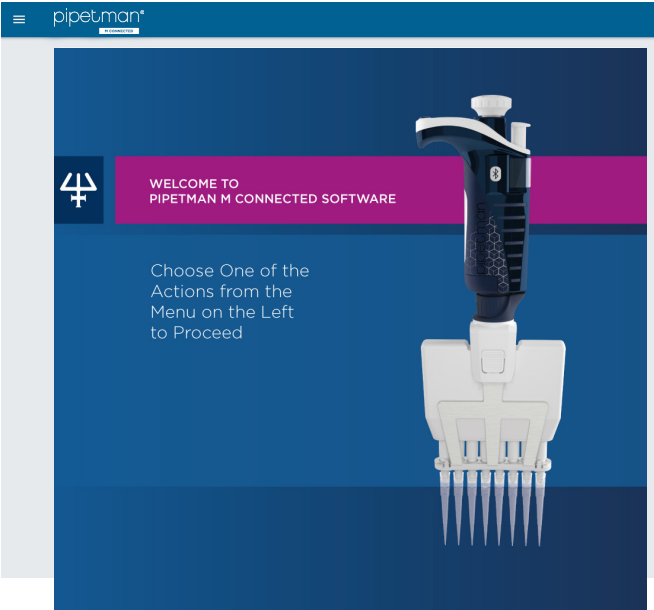 pipetman®
M CONNECTED
WELCOME TO
PIPETMAN M CONNECTED SOFTWARE
Choose One of the
Actions from the
Menu on the Left
to Proceed
pipetman